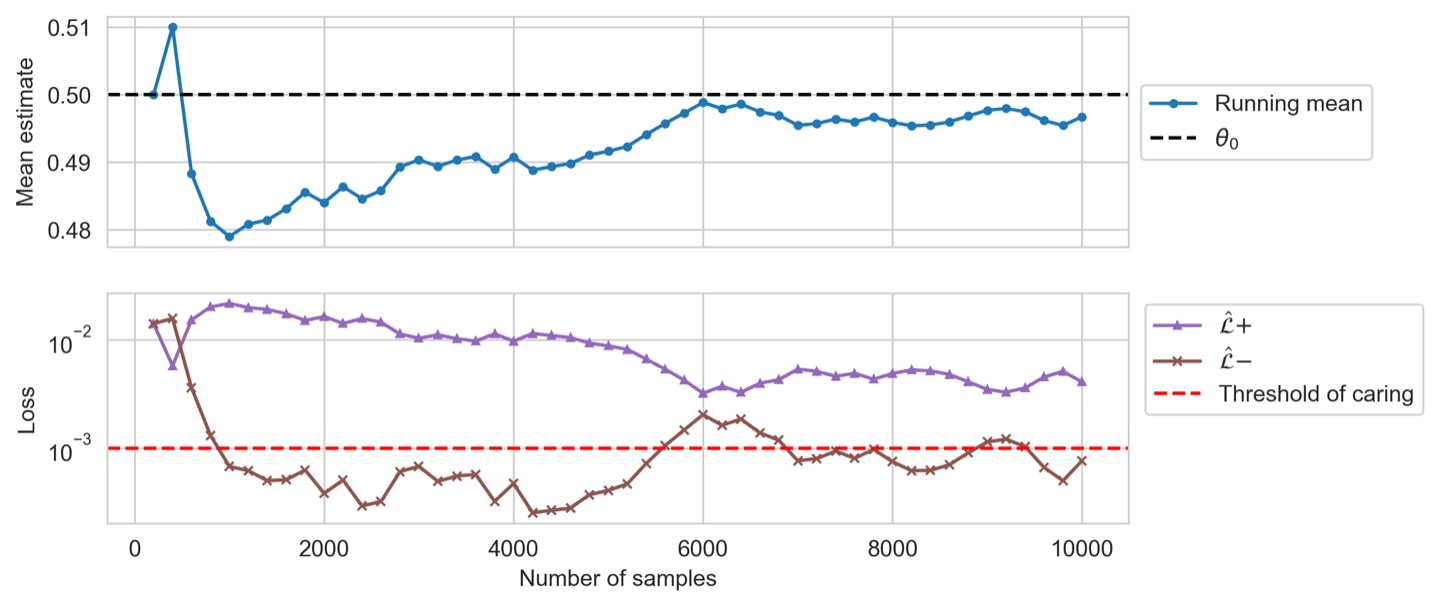 0.51
0.50
0.49
0.48
Mean estimate
Running mean
θ₀
10⁻²
10⁻³
Loss
ℒ̂+
ℒ̂−
Threshold of caring
0 2000 4000 6000 8000 10000
Number of samples